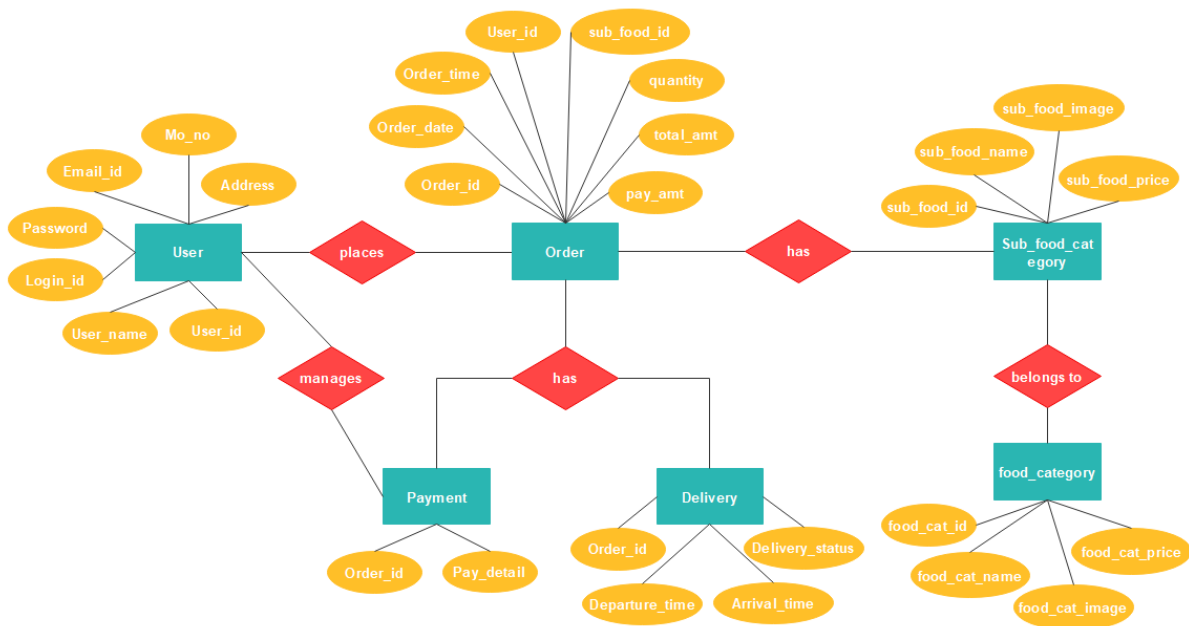 User_id
sub_food_id
Order_time
quantity
Order_date
total_amt
Order_id
pay_amt
Mo_no
Email_id
Address
Password
Login_id
User_name
User_id
User
places
Order
has
sub_food_image
sub_food_name
sub_food_price
sub_food_id
Sub_food_cat
egory
manages
has
belongs to
Payment
Delivery
food_category
Order_id
Pay_detail
Order_id
Delivery_status
Departure_time
Arrival_time
food_cat_id
food_cat_price
food_cat_name
food_cat_image